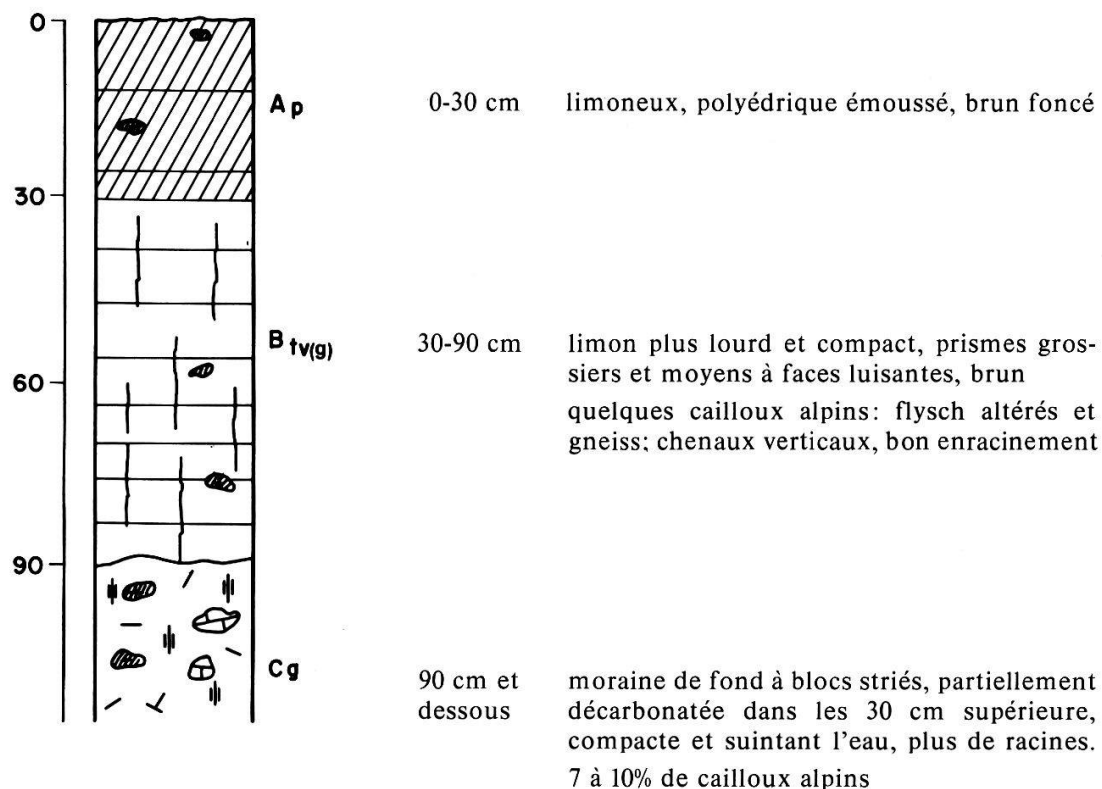 0
A p 0-30 cm limoneux, polyédrique émoussé, brun foncé
30
B tv(g) 30-90 cm limon plus lourd et compact, prismes gros-
siers et moyens à faces luisantes, brun
60
quelques cailloux alpins: flysch altérés et
gneiss; chenaux verticaux, bon enracinement
90
C g 90 cm et moraine de fond à blocs striés, partiellement
dessous décarbonatée dans les 30 cm supérieure,
compacte et suintant l'eau, plus de racines.
7 à 10% de cailloux alpins